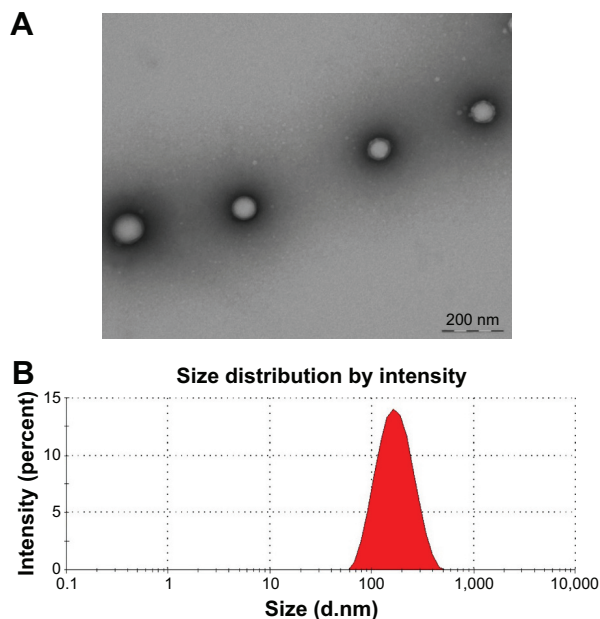 A
200 nm
B
Size distribution by intensity
Intensity (percent)
15
10
5
0
0.1 1 10 100 1,000 10,000
Size (d.nm)